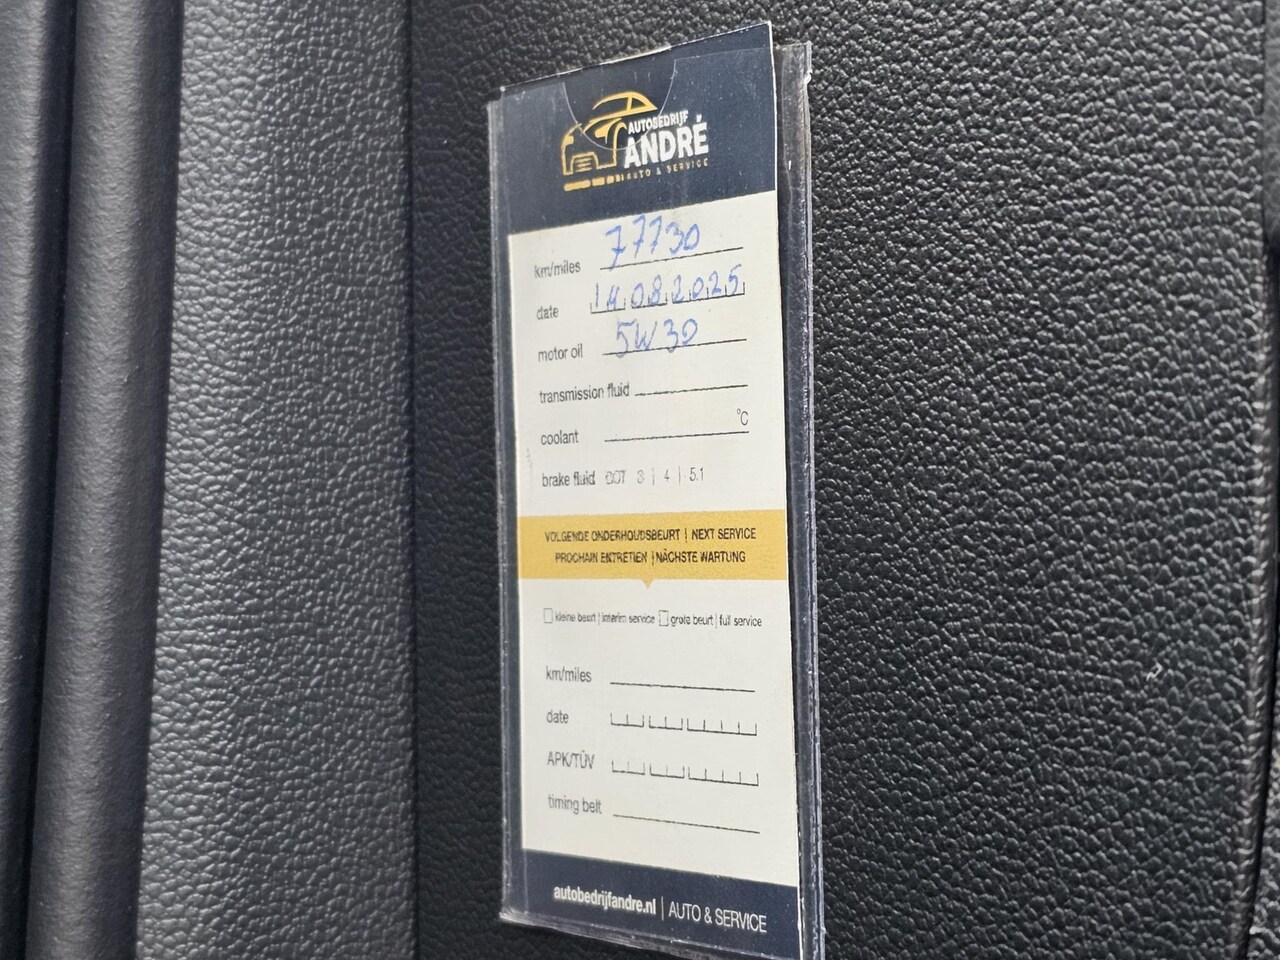 AUTOBEDRIJF
ANDRÉ
AUTO & SERVICE
km/miles 77730
date 14.08.2025
motor oil 5W30
transmission fluid
coolant °C
brake fluid DOT 3 | 4 | 5.1
VOLGENDE ONDERHOUDSBEURT | NEXT SERVICE
PROCHAIN ENTRETIEN | NÄCHSTE WARTUNG
kleine beurt | interim service grote beurt | full service
km/miles
date
APK/TÜV
timing belt
autobedrijfandre.nl | AUTO & SERVICE